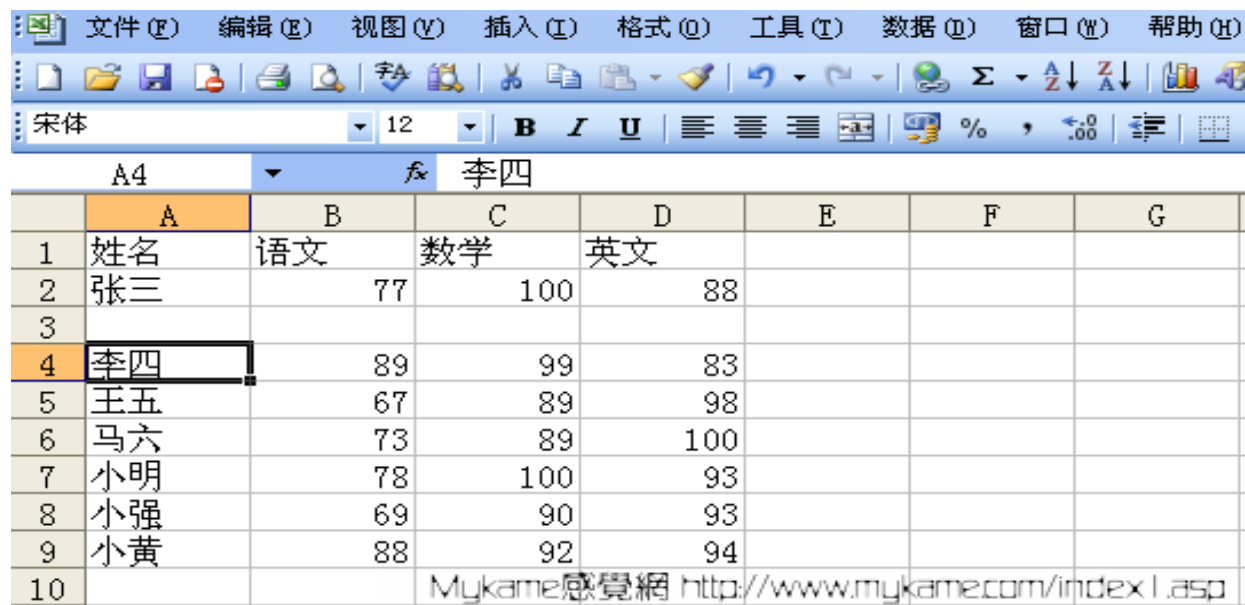 文件(F) 编辑(E) 视图(V) 插入(I) 格式(O) 工具(T) 数据(D) 窗口(W) 帮助(H)
宋体 12 B I U %
A4 fx 李四
A B C D E F G
1 姓名 语文 数学 英文
2 张三 77 100 88
3
4 李四 89 99 83
5 王五 67 89 98
6 马六 73 89 100
7 小明 78 100 93
8 小强 69 90 93
9 小黄 88 92 94
10 Mykame感覺網 http://www.mykame.com/index1.asp